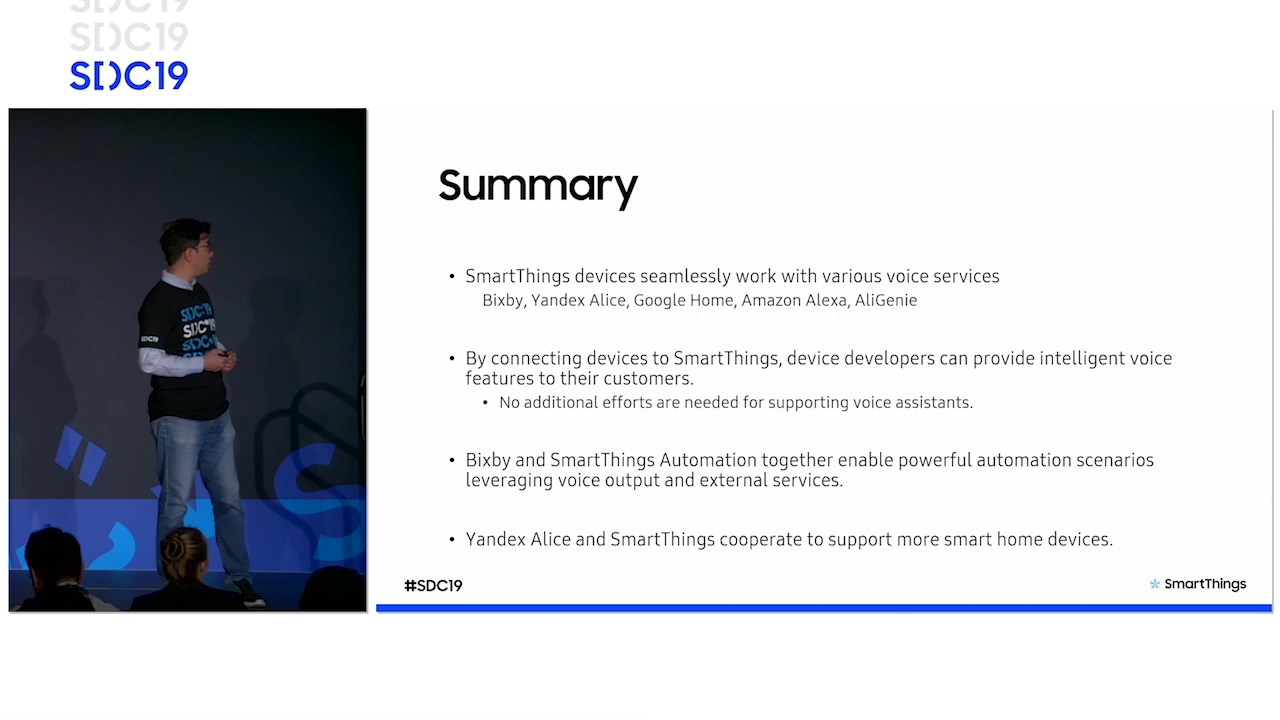 SDC19
SDC19
SDC19
SDC19
SDC19
SDC19
Summary
• SmartThings devices seamlessly work with various voice services
Bixby, Yandex Alice, Google Home, Amazon Alexa, AliGenie
• By connecting devices to SmartThings, device developers can provide intelligent voice
features to their customers.
• No additional efforts are needed for supporting voice assistants.
• Bixby and SmartThings Automation together enable powerful automation scenarios
leveraging voice output and external services.
• Yandex Alice and SmartThings cooperate to support more smart home devices.
#SDC19
SmartThings